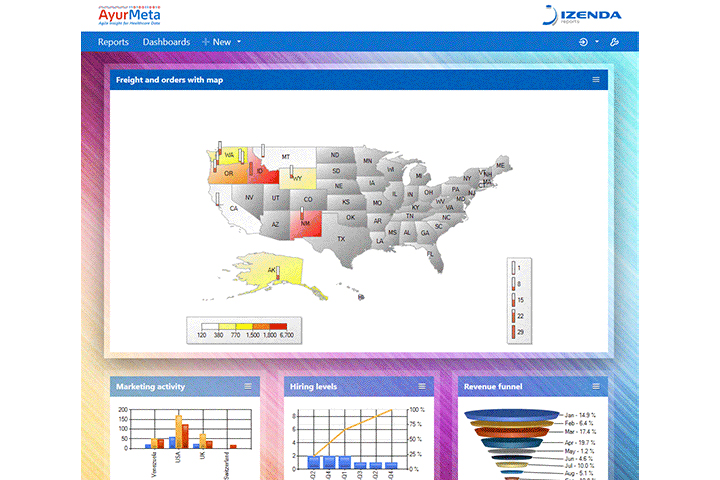 AyurMeta
Agile Insight for Healthcare Data
IZENDA
reports
Reports Dashboards New
Freight and orders with map
WA MT ND MN ME
OR ID WY SD WI MI NY VT NH MA CT
CA NV UT CO NE IA IL IN OH PA NJ
AZ NM KS MO KY WV VA
OK AR TN NC
TX LA MS AL GA SC
FL
AK
HI
1
8
15
22
29
120 380 770 1,500 1,800 6,700
Marketing activity
200
150
100
50
0
Venezuela USA UK Switzerland
Hiring levels
8
6
4
2
0
100 %
75 %
50 %
25 %
0 %
-Q2 -Q4 -Q1 -Q3 -Q4
Revenue funnel
Jan - 14.9 %
Feb - 6.4 %
Mar - 17.4 %
Apr - 19.7 %
May - 1.2 %
Jun - 4.6 %
Jul - 10.0 %
Aug - 5.1 %